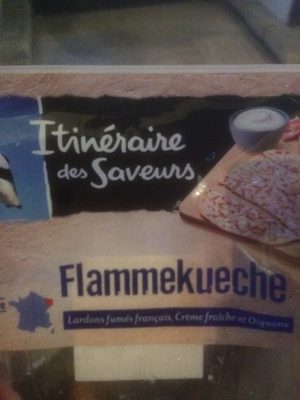 Itinéraire
des Saveurs
Flammekueche
Lardons fumés français, Crème fraîche et Oignons